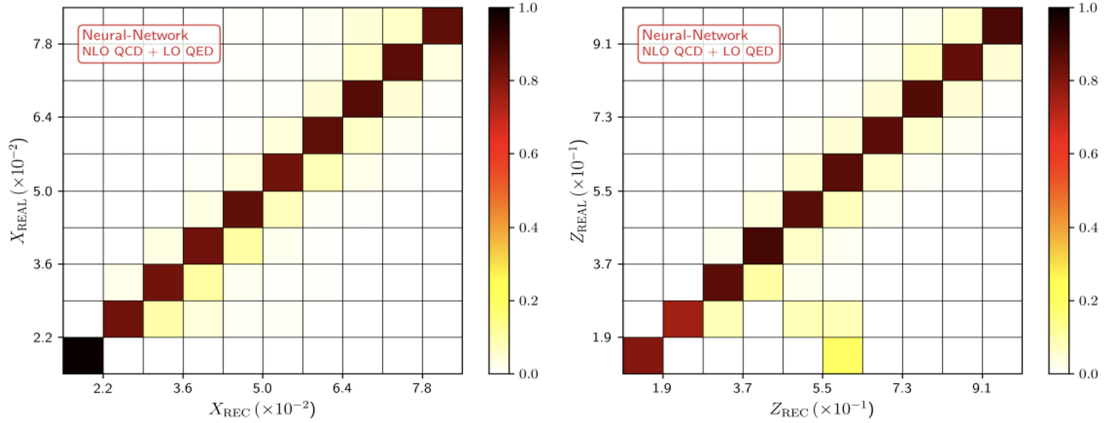 Neural-Network
NLO QCD + LO QED
7.8
6.4
5.0
3.6
2.2
X_REAL (×10⁻²)
2.2 3.6 5.0 6.4 7.8
X_REC (×10⁻²)
1.0
0.8
0.6
0.4
0.2
0.0
Neural-Network
NLO QCD + LO QED
9.1
7.3
5.5
3.7
1.9
Z_REAL (×10⁻¹)
1.9 3.7 5.5 7.3 9.1
Z_REC (×10⁻¹)
1.0
0.8
0.6
0.4
0.2
0.0